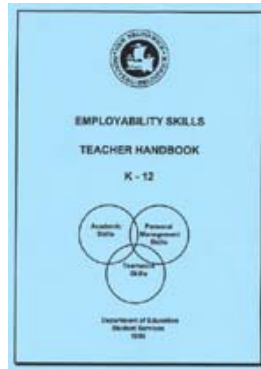 EMPLOYABILITY SKILLS
TEACHER HANDBOOK
K - 12
Academic
Skills
Personal
Management
Skills
Teamwork
Skills
Department of Education
Student Services